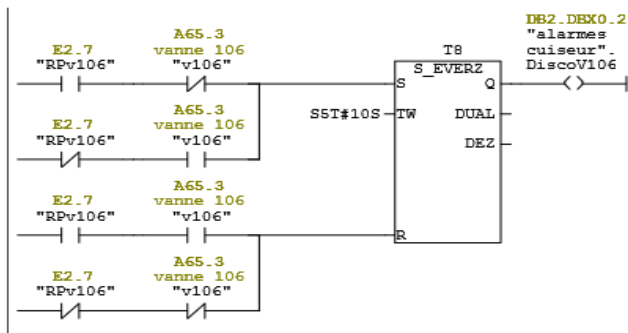 DB2.DBX0.2
"alarmes
cuiseur".
DiscoV106
A65.3
E2.7 vanne 106
"RPv106" "v106"
T8
S_EVERZ
S Q
A65.3
E2.7 vanne 106
"RPv106" "v106"
S5T#10S TW DUAL
DEZ
A65.3
E2.7 vanne 106
"RPv106" "v106"
R
A65.3
E2.7 vanne 106
"RPv106" "v106"